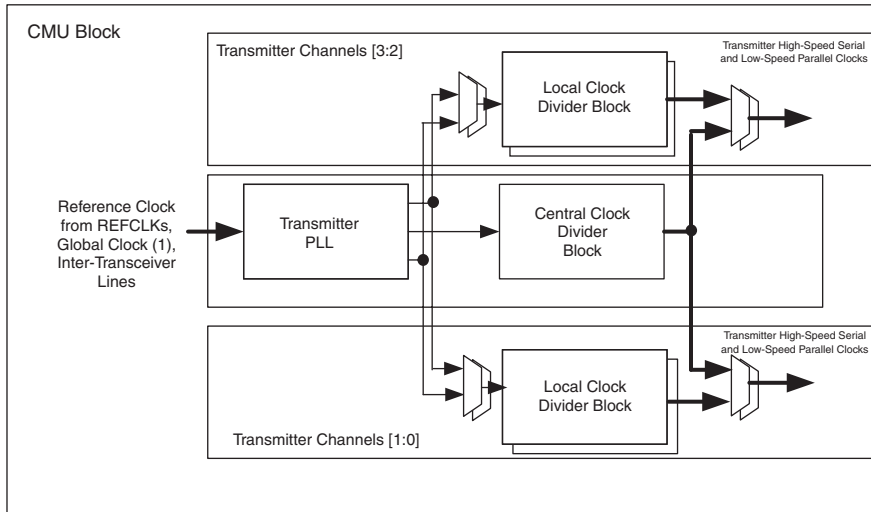 CMU Block
Transmitter Channels [3:2]
Transmitter High-Speed Serial
and Low-Speed Parallel Clocks
Local Clock
Divider Block
Reference Clock
from REFCLKs,
Global Clock (1),
Inter-Transceiver
Lines
Transmitter
PLL
Central Clock
Divider
Block
Transmitter High-Speed Serial
and Low-Speed Parallel Clocks
Local Clock
Divider Block
Transmitter Channels [1:0]